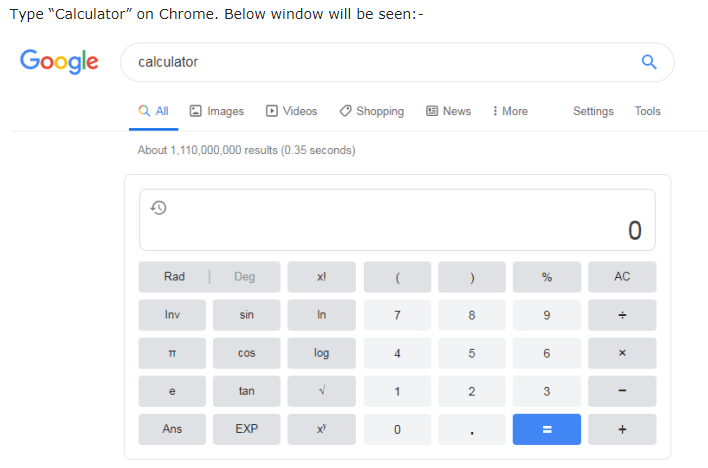 Type “Calculator” on Chrome. Below window will be seen:-
Google calculator
All Images Videos Shopping News More Settings Tools
About 1,110,000,000 results (0.35 seconds)
0
Rad | Deg x! ( ) % AC
Inv sin ln 7 8 9 ÷
π cos log 4 5 6 ×
e tan √ 1 2 3 −
Ans EXP xʸ 0 . = +